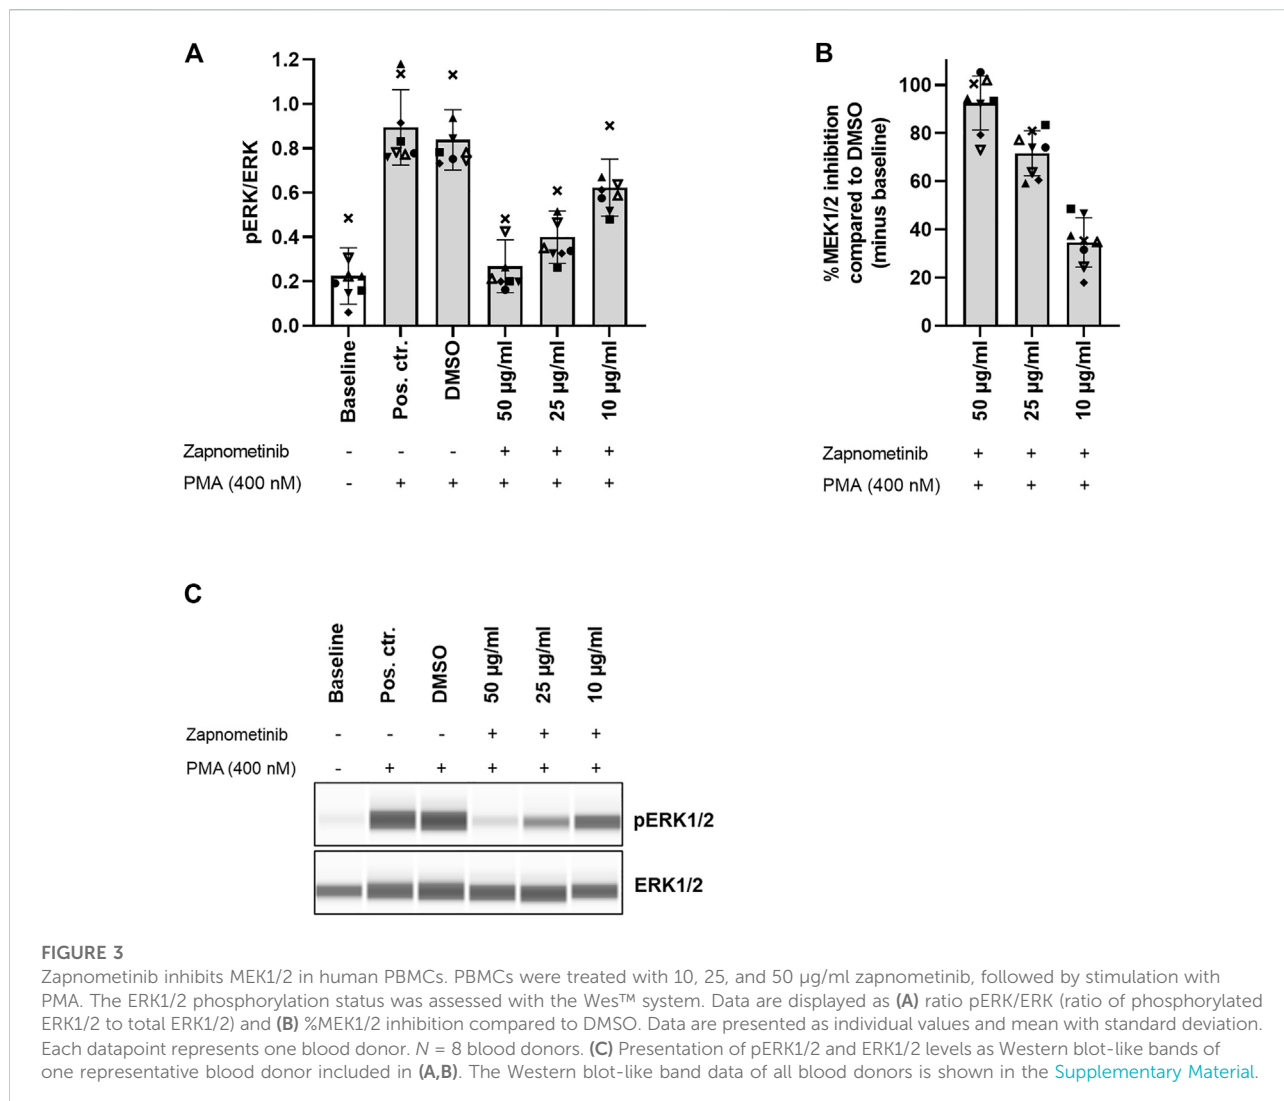 A
1.2
1.0
0.8
0.6
0.4
0.2
0.0
pERK/ERK
Baseline
Pos. ctr.
DMSO
50 µg/ml
25 µg/ml
10 µg/ml
Zapnometinib - - - + + +
PMA (400 nM) - + + + + +
B
100
80
60
40
20
0
%MEK1/2 inhibition
compared to DMSO
(minus baseline)
50 µg/ml
25 µg/ml
10 µg/ml
Zapnometinib + + +
PMA (400 nM) + + +
C
Baseline
Pos. ctr.
DMSO
50 µg/ml
25 µg/ml
10 µg/ml
Zapnometinib - - - + + +
PMA (400 nM) - + + + + +
pERK1/2
ERK1/2
FIGURE 3
Zapnometinib inhibits MEK1/2 in human PBMCs. PBMCs were treated with 10, 25, and 50 µg/ml zapnometinib, followed by stimulation with
PMA. The ERK1/2 phosphorylation status was assessed with the Wes™ system. Data are displayed as (A) ratio pERK/ERK (ratio of phosphorylated
ERK1/2 to total ERK1/2) and (B) %MEK1/2 inhibition compared to DMSO. Data are presented as individual values and mean with standard deviation.
Each datapoint represents one blood donor. N = 8 blood donors. (C) Presentation of pERK1/2 and ERK1/2 levels as Western blot-like bands of
one representative blood donor included in (A,B). The Western blot-like band data of all blood donors is shown in the Supplementary Material.